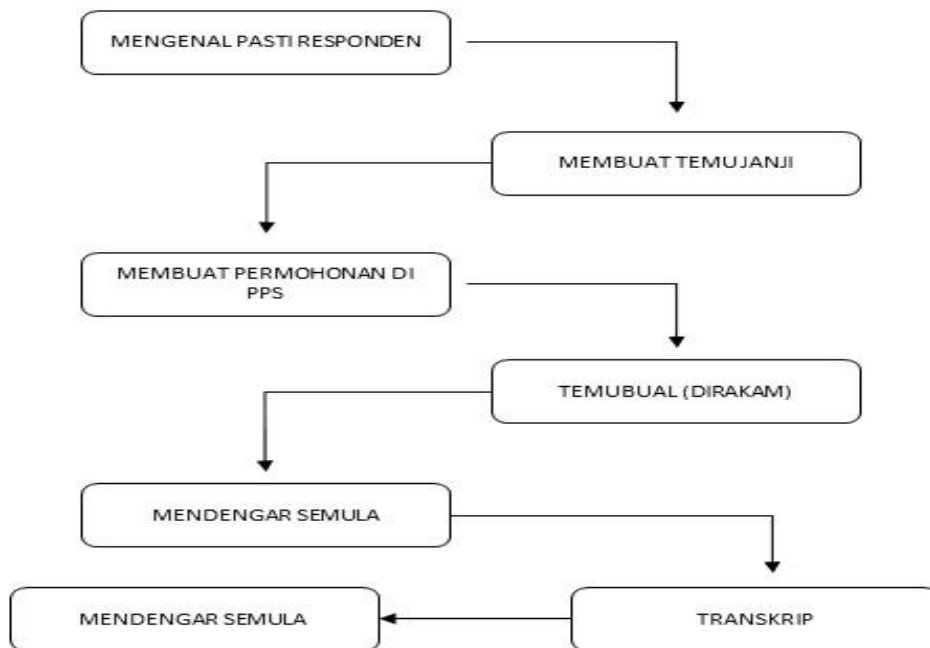 MENGENAL PASTI RESPONDEN
MEMBUAT TEMUJANJI
MEMBUAT PERMOHONAN DI
PPS
TEMUBUAL (DIRAKAM)
MENDENGAR SEMULA
MENDENGAR SEMULA
TRANSKRIP